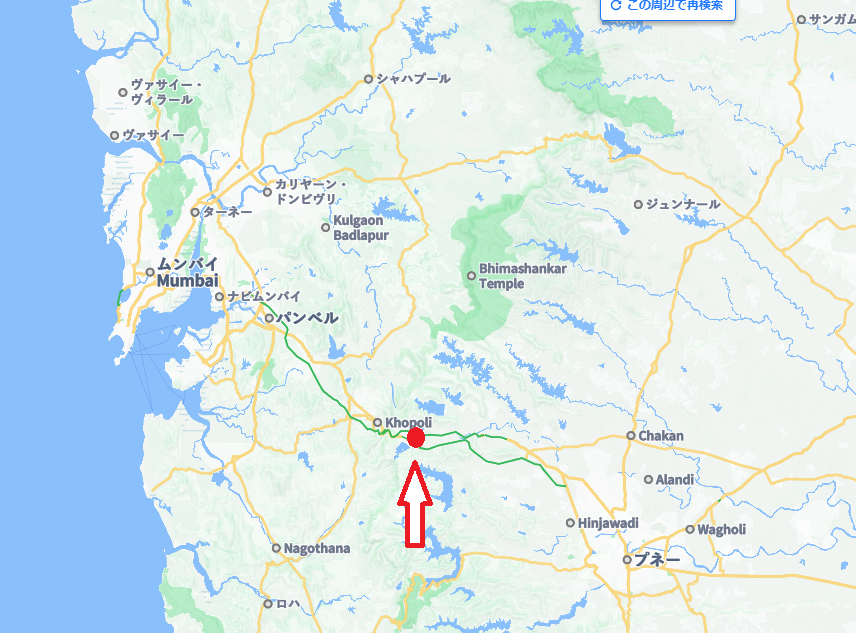 この周辺で再検索
サンガム
シャハプール
ヴァサイー・
ヴィラール
ヴァサイー
カリヤーン・
ドンビヴリ
ターネー
ジュンナール
Kulgaon
Badlapur
ムンバイ
Mumbai
Bhimashankar
Temple
ナビムンバイ
パンベル
Khopoli
Chakan
Alandi
Hinjawadi
Wagholi
Nagothana
プネー
ロハ